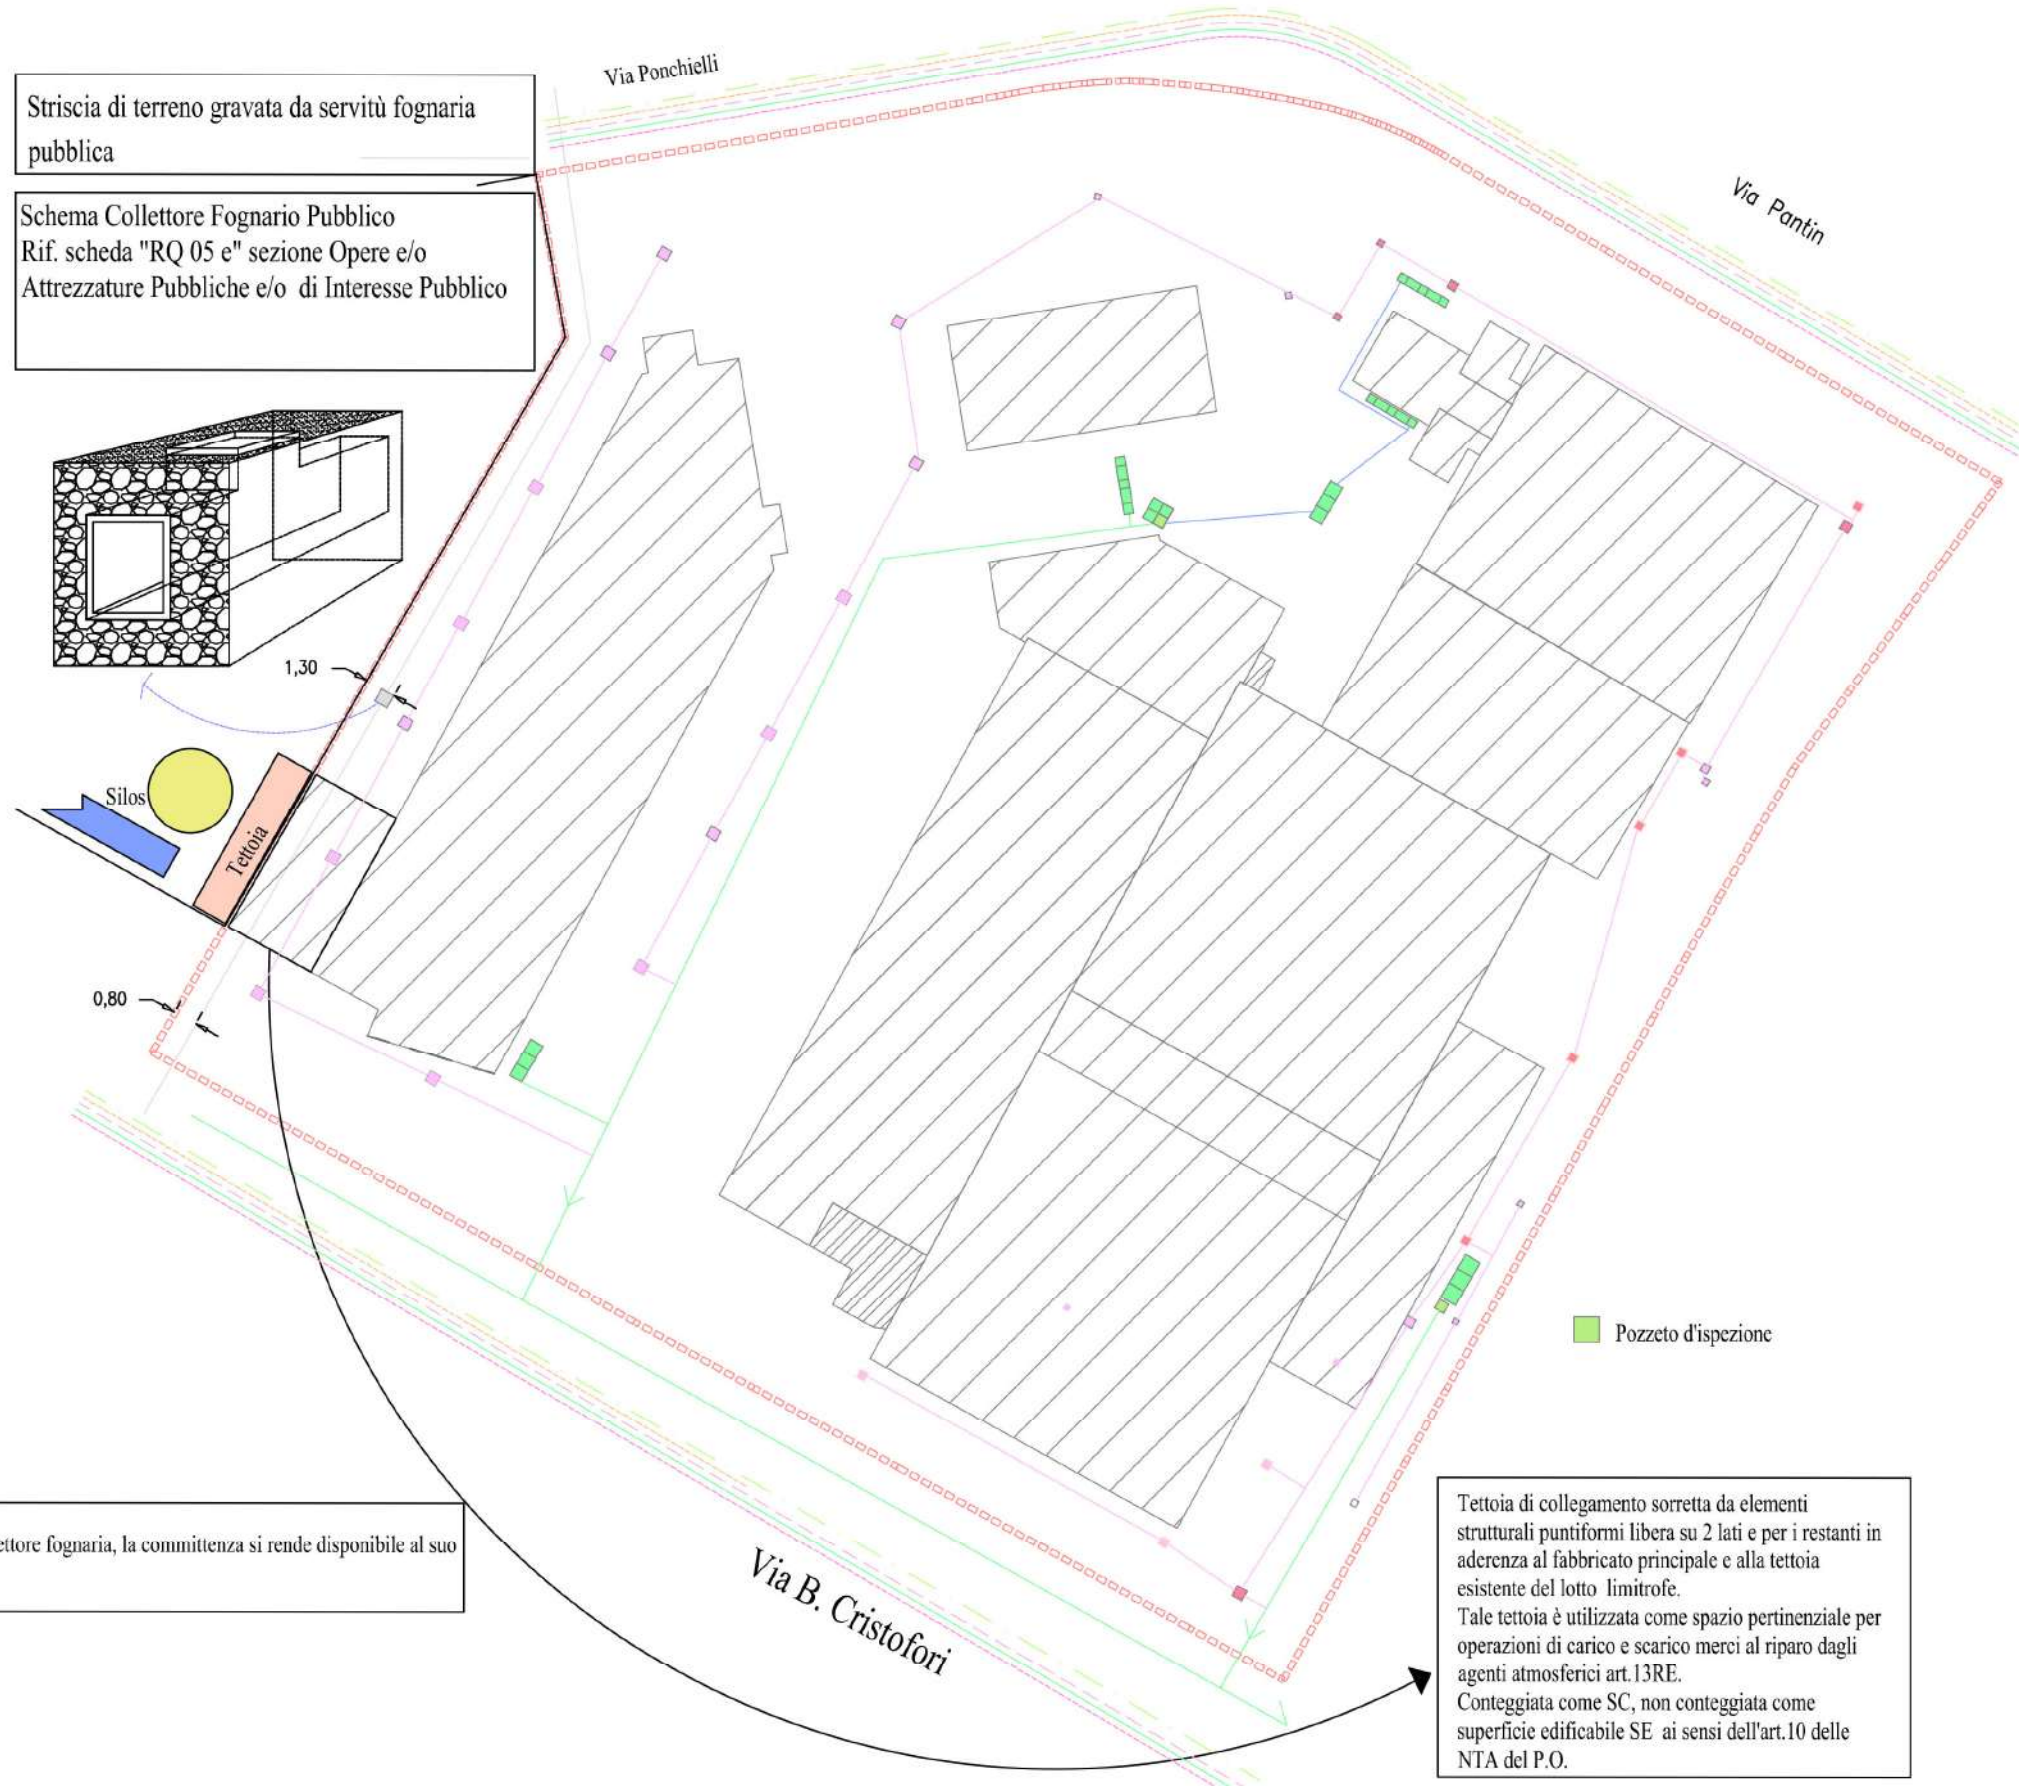 Via Ponchielli
Striscia di terreno gravata da servitù fognaria
pubblica
Schema Collettore Fognario Pubblico
Rif. scheda "RQ 05 e" sezione Opere e/o
Attrezzature Pubbliche e/o di Interesse Pubblico
Via Pantin
1,30
Silos
Tettoia
0,80
Pozzeto d'ispezione
ettore fognaria, la committenza si rende disponibile al suo
Via B. Cristofori
Tettoia di collegamento sorretta da elementi
strutturali puntiformi libera su 2 lati e per i restanti in
aderenza al fabbricato principale e alla tettoia
esistente del lotto limitrofe.
Tale tettoia è utilizzata come spazio pertinenziale per
operazioni di carico e scarico merci al riparo dagli
agenti atmosferici art.13RE.
Conteggiata come SC, non conteggiata come
superficie edificabile SE ai sensi dell'art.10 delle
NTA del P.O.